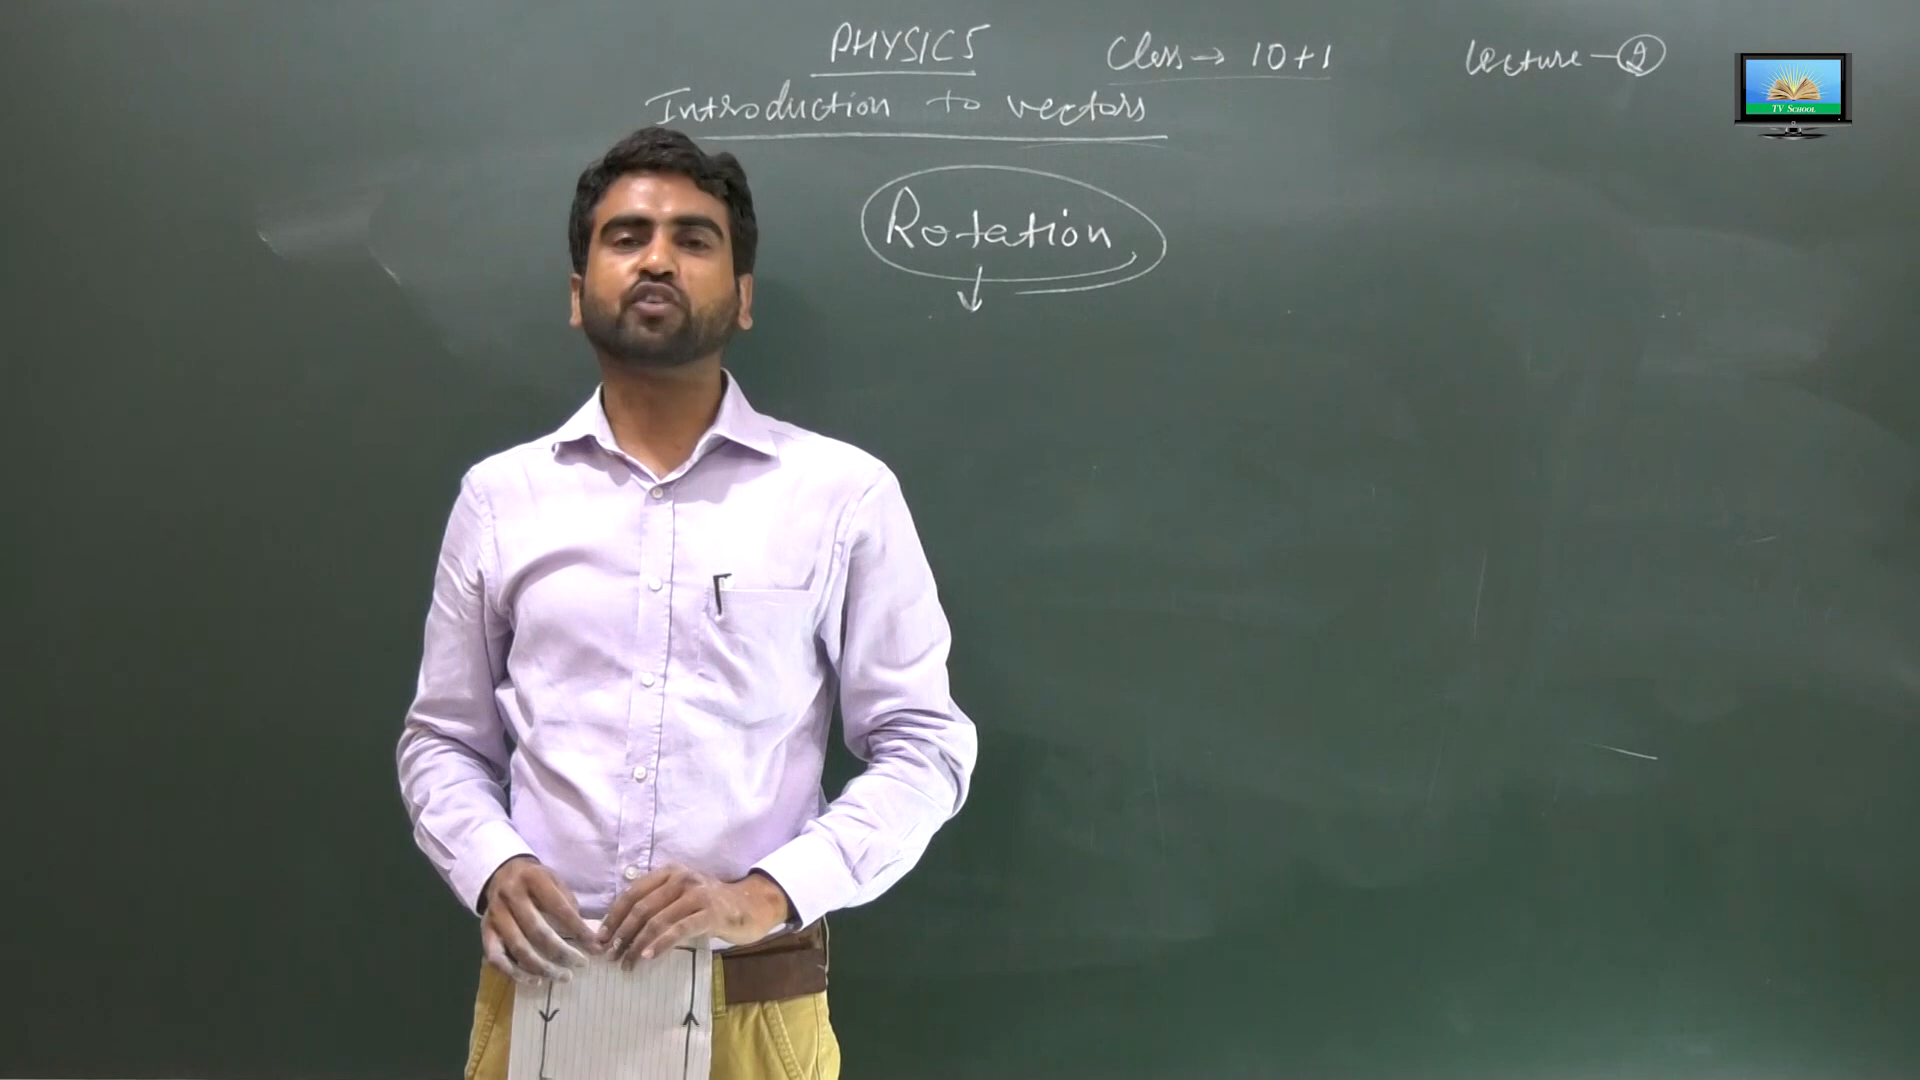 PHYSICS Class → 10+1 Lecture - 2
Introduction to vectors
Rotation
TV SCHOOL